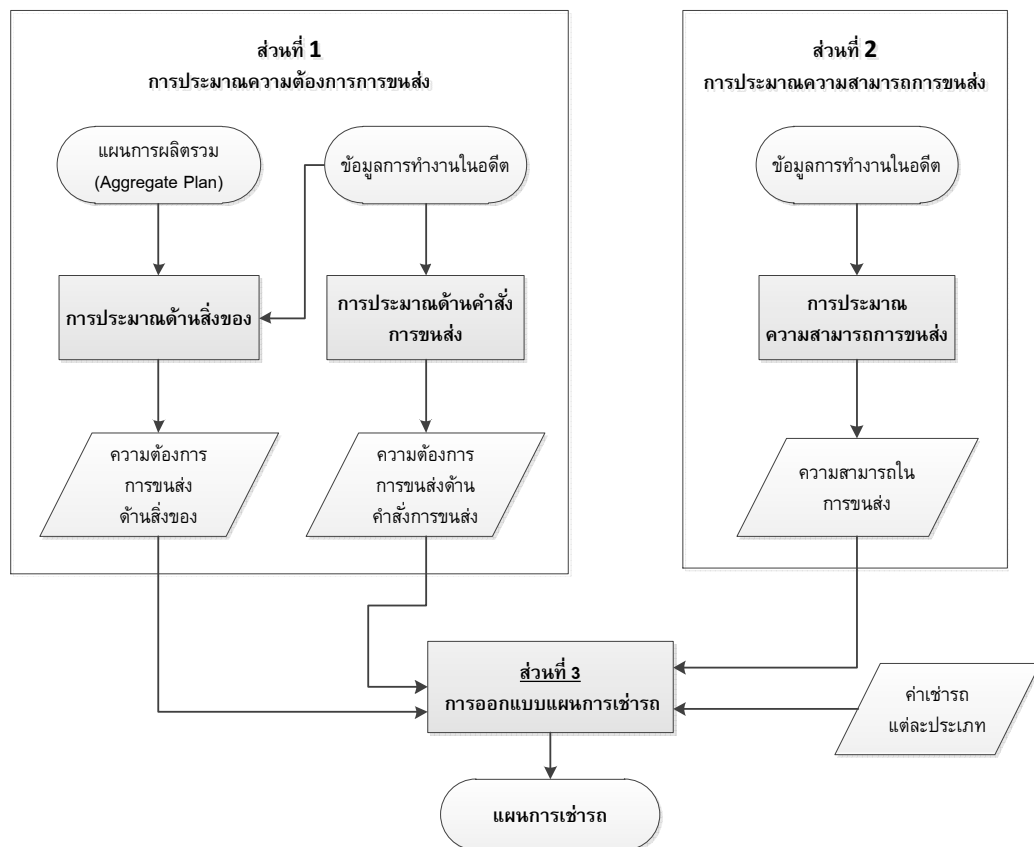 ส่วนที่ 1
การประมาณความต้องการการขนส่ง
แผนการผลิตรวม
(Aggregate Plan)
ข้อมูลการทำงานในอดีต
การประมาณด้านสิ่งของ
การประมาณด้านคำสั่ง
การขนส่ง
ความต้องการ
การขนส่ง
ด้านสิ่งของ
ความต้องการ
การขนส่งด้าน
คำสั่งการขนส่ง
ส่วนที่ 2
การประมาณความสามารถการขนส่ง
ข้อมูลการทำงานในอดีต
การประมาณ
ความสามารถการขนส่ง
ความสามารถใน
การขนส่ง
ส่วนที่ 3
การออกแบบแผนการเช่ารถ
ค่าเช่ารถ
แต่ละประเภท
แผนการเช่ารถ